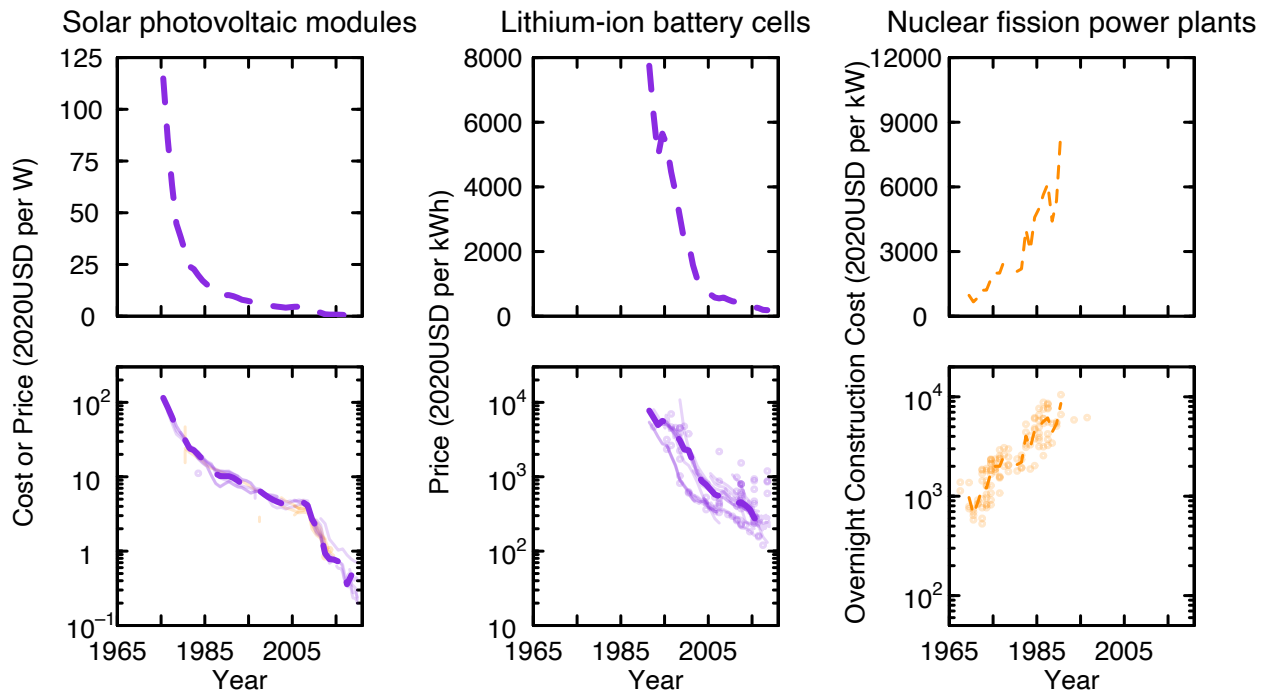 Solar photovoltaic modules
Lithium-ion battery cells
Nuclear fission power plants
Cost or Price (2020USD per W)
125
100
75
50
25
0
Price (2020USD per kWh)
8000
6000
4000
2000
0
Overnight Construction Cost (2020USD per kW)
12000
9000
6000
3000
0
10²
10
1
10⁻¹
1965 1985 2005
Year
10⁴
10³
10²
10
1965 1985 2005
Year
10⁴
10³
10²
1965 1985 2005
Year